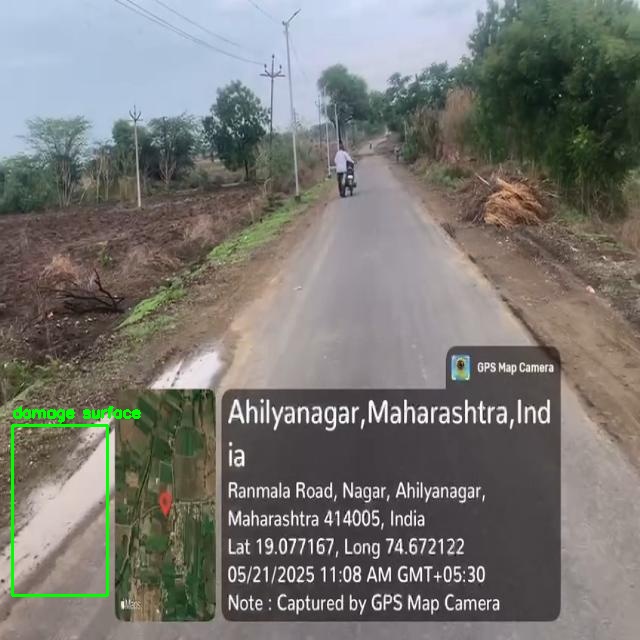 GPS Map Camera
Ahilyanagar,Maharashtra,Ind
ia
Ranmala Road, Nagar, Ahilyanagar,
Maharashtra 414005, India
Lat 19.077167, Long 74.672122
05/21/2025 11:08 AM GMT+05:30
Note : Captured by GPS Map Camera
damage surface
Maps